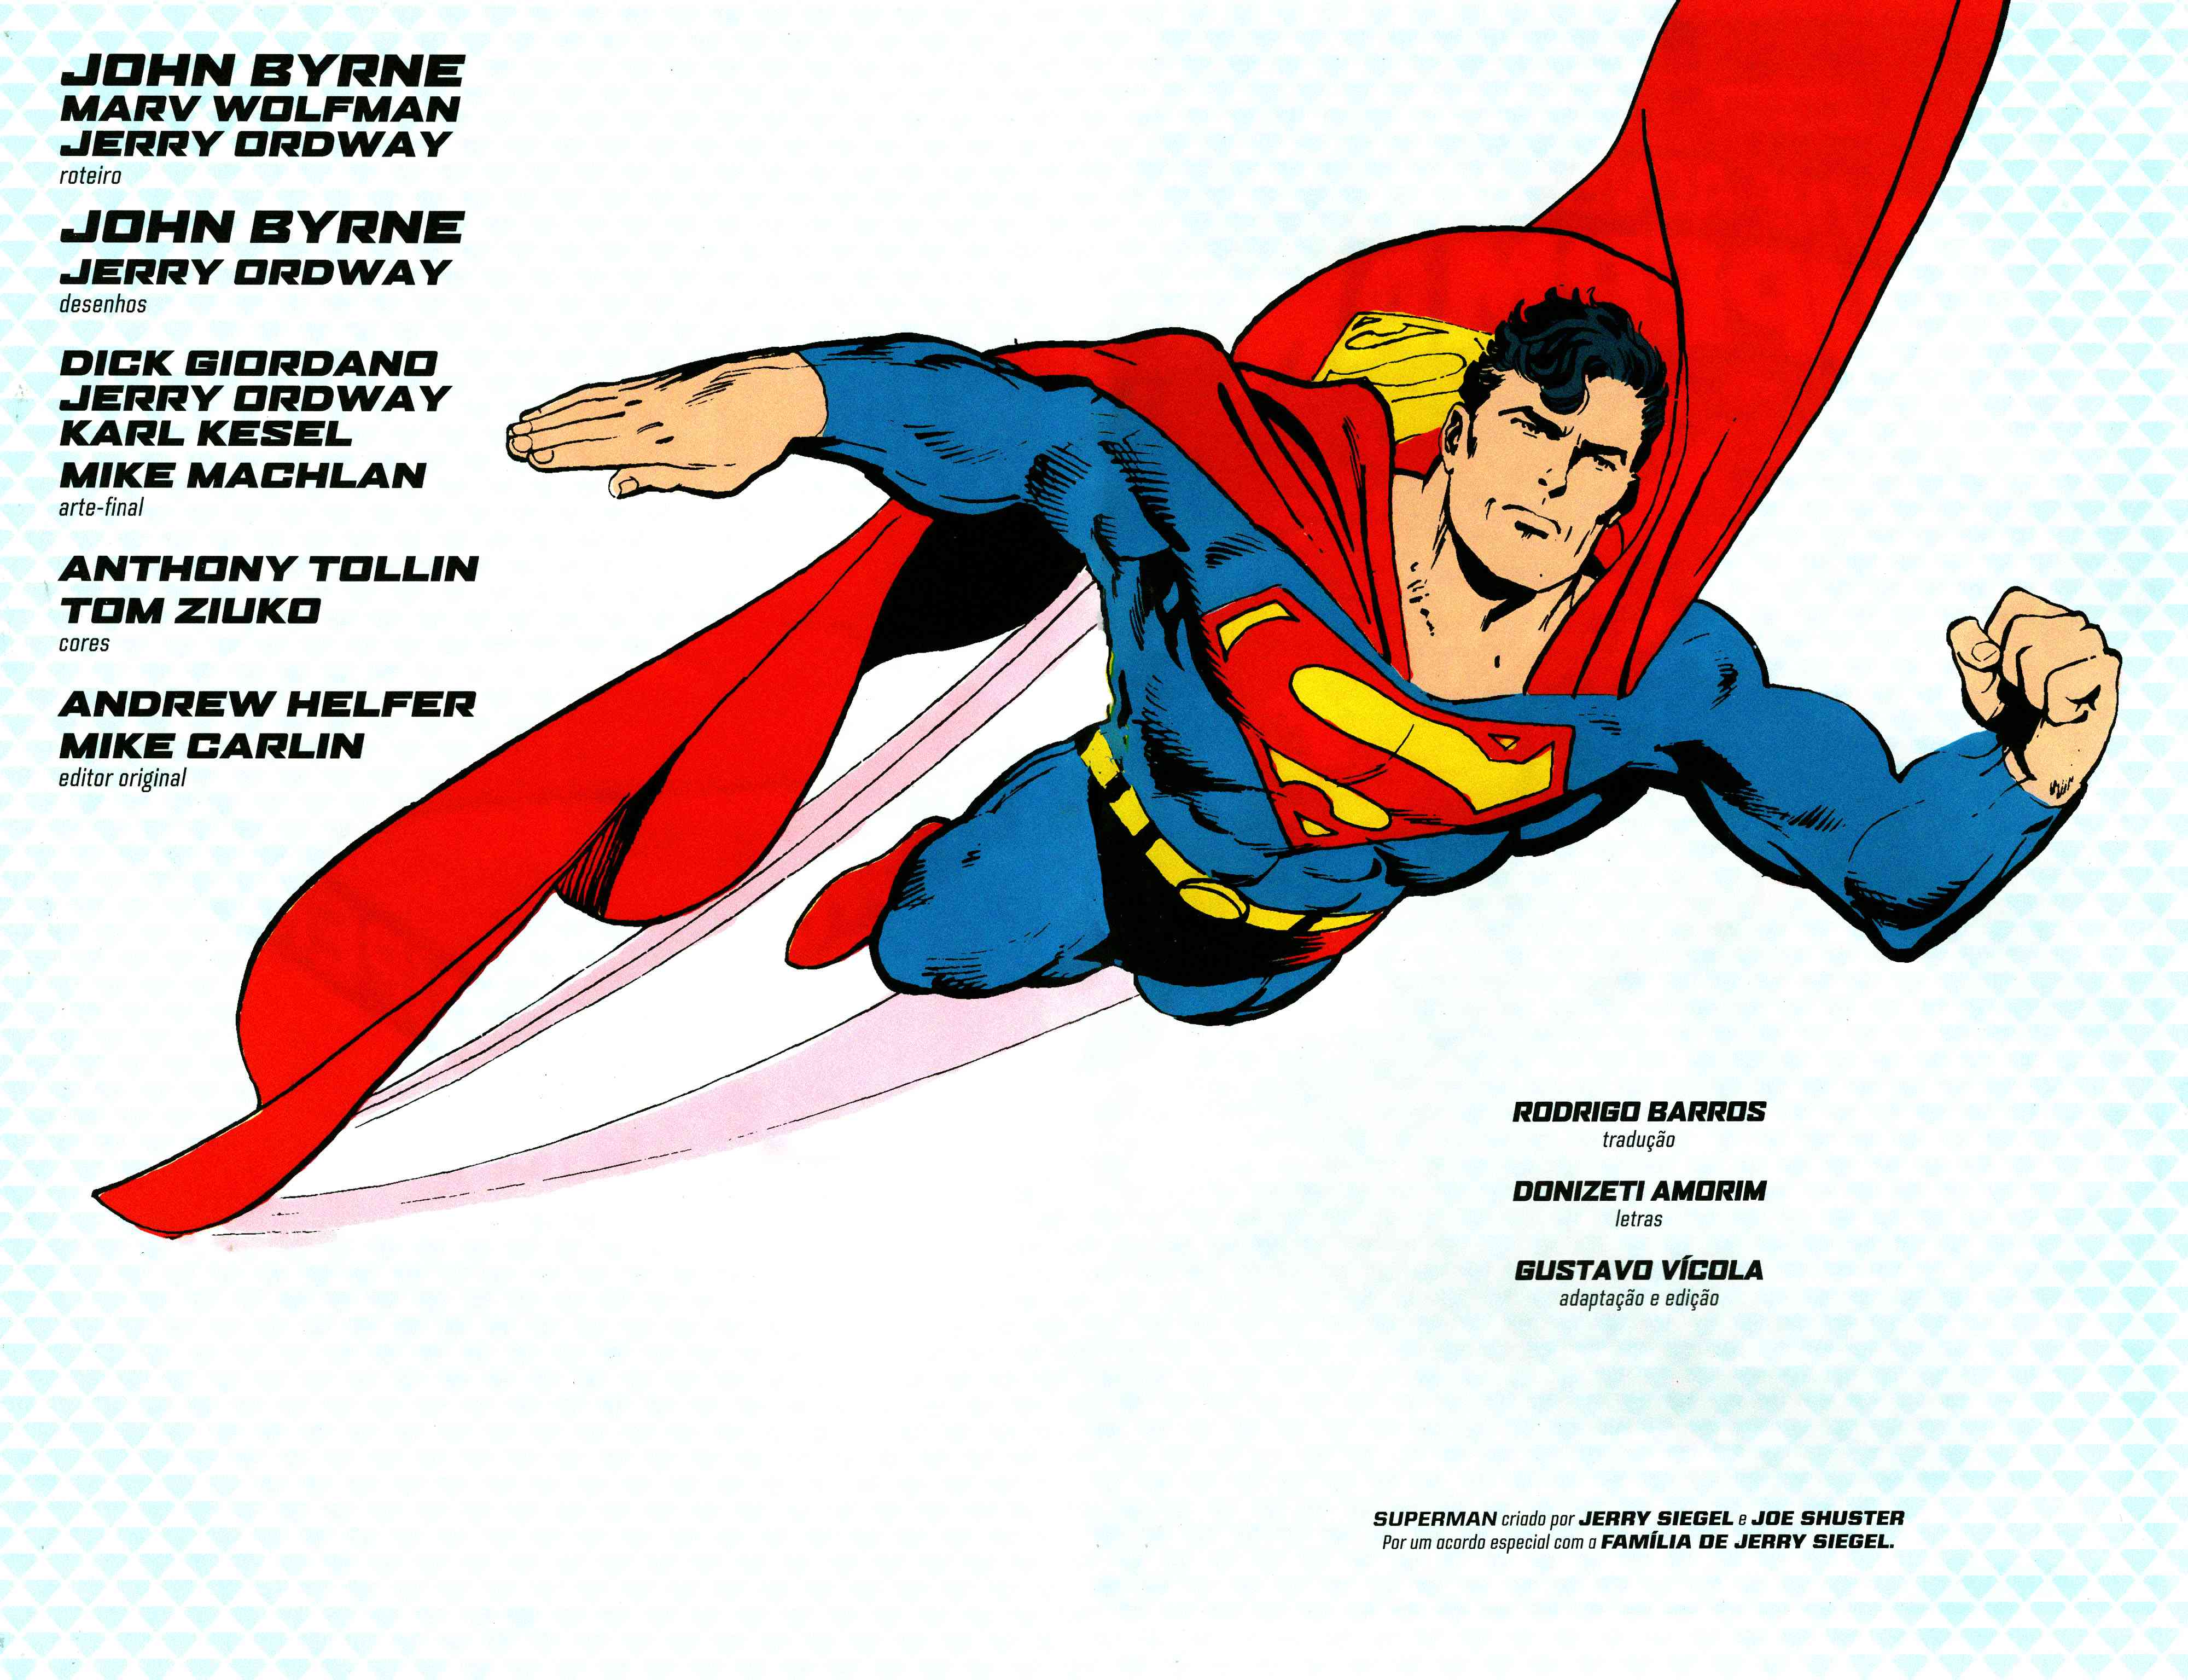 JOHN BYRNE
MARV WOLFMAN
JERRY ORDWAY
roteiro
JOHN BYRNE
JERRY ORDWAY
desenhos
DICK GIORDANO
JERRY ORDWAY
KARL KESEL
MIKE MACHLAN
arte-final
ANTHONY TOLLIN
TOM ZIUKO
cores
ANDREW HELFER
MIKE CARLIN
editor original
RODRIGO BARROS
tradução
DONIZETI AMORIM
letras
GUSTAVO VÍCOLA
adaptação e edição
SUPERMAN criado por JERRY SIEGEL e JOE SHUSTER
Por um acordo especial com a FAMÍLIA DE JERRY SIEGEL.